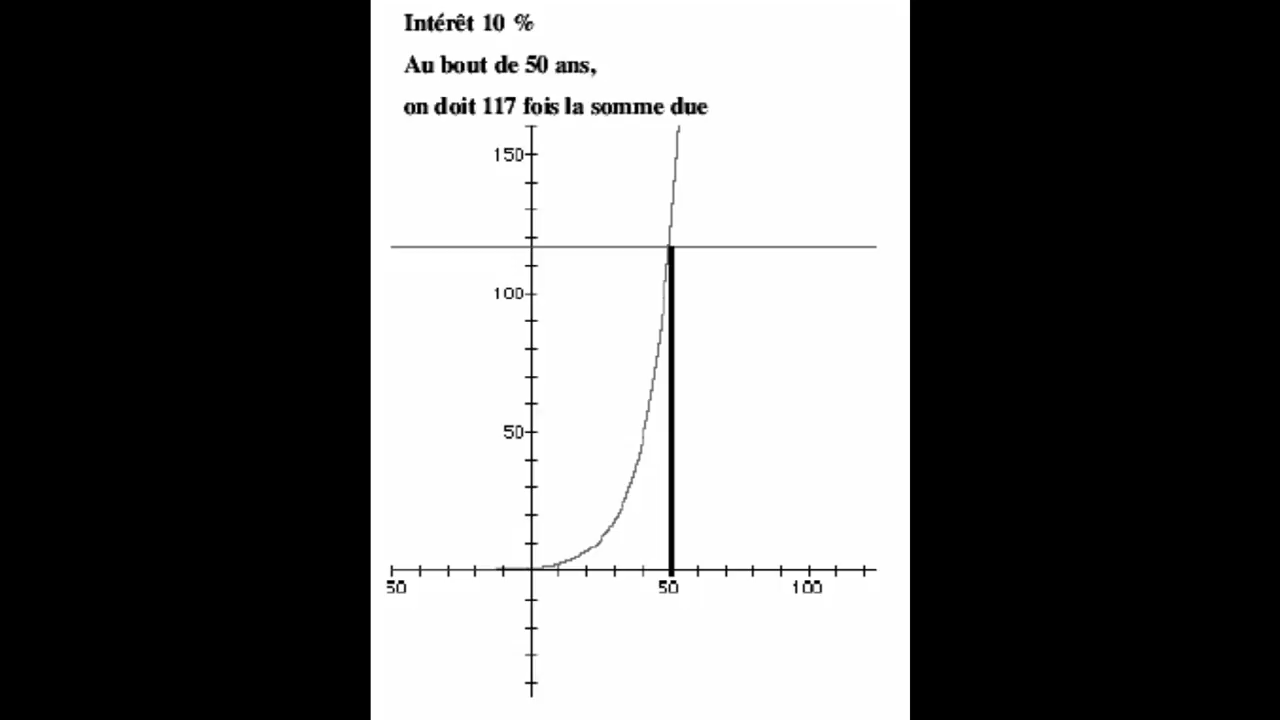 Intérêt 10 %
Au bout de 50 ans,
on doit 117 fois la somme due
150
100
50
50
50
100